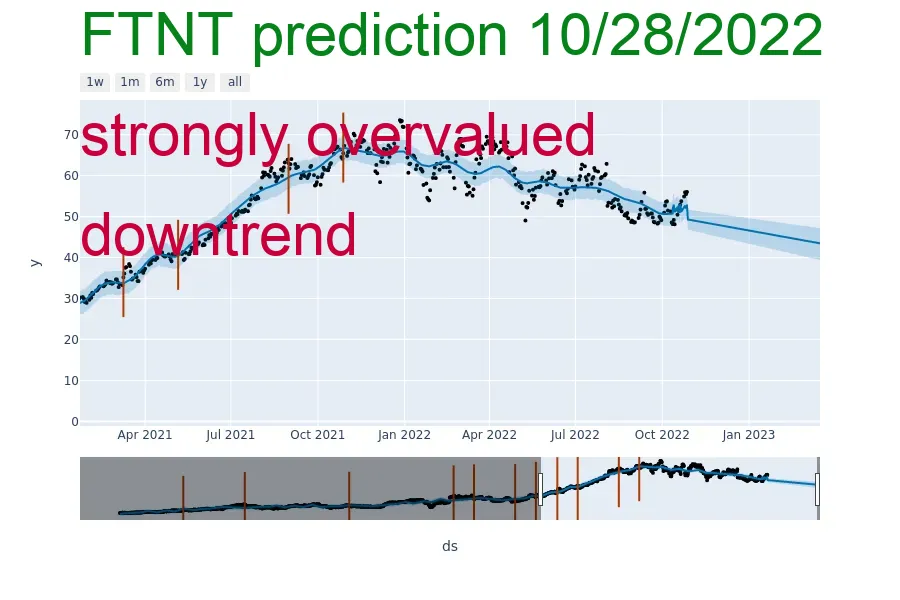 FTNT prediction 10/28/2022
1w 1m 6m 1y all
strongly overvalued
downtrend
70
60
50
40
30
20
10
0
y
Apr 2021 Jul 2021 Oct 2021 Jan 2022 Apr 2022 Jul 2022 Oct 2022 Jan 2023
ds